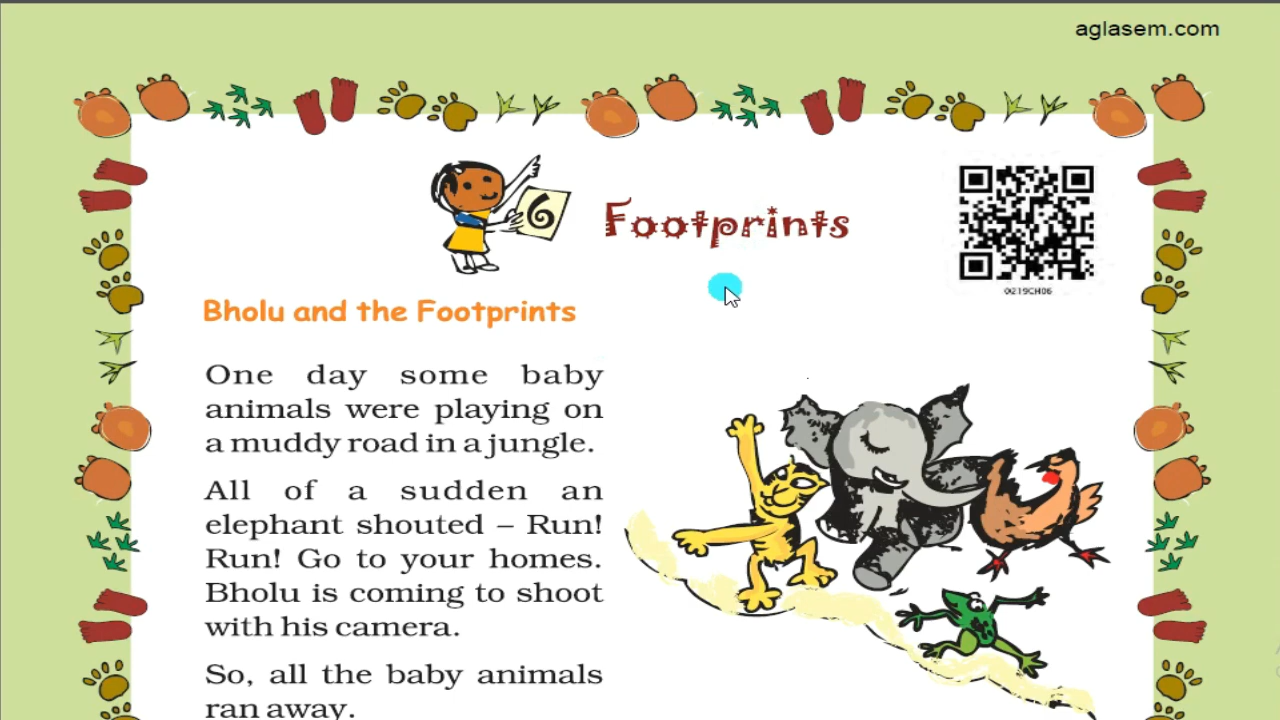 aglasem.com
6
Footprints
0219CH06
Bholu and the Footprints
One day some baby
animals were playing on
a muddy road in a jungle.
All of a sudden an
elephant shouted – Run!
Run! Go to your homes.
Bholu is coming to shoot
with his camera.
So, all the baby animals
ran away.